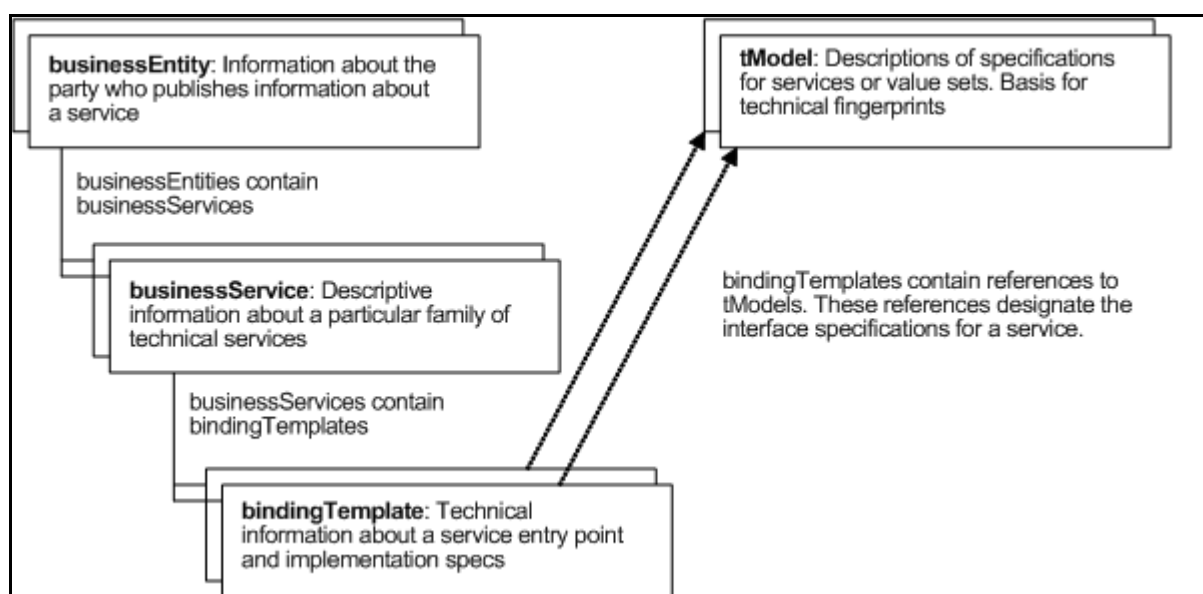 businessEntity: Information about the
party who publishes information about
a service
tModel: Descriptions of specifications
for services or value sets. Basis for
technical fingerprints
businessEntities contain
businessServices
businessService: Descriptive
information about a particular family of
technical services
bindingTemplates contain references to
tModels. These references designate the
interface specifications for a service.
businessServices contain
bindingTemplates
bindingTemplate: Technical
information about a service entry point
and implementation specs